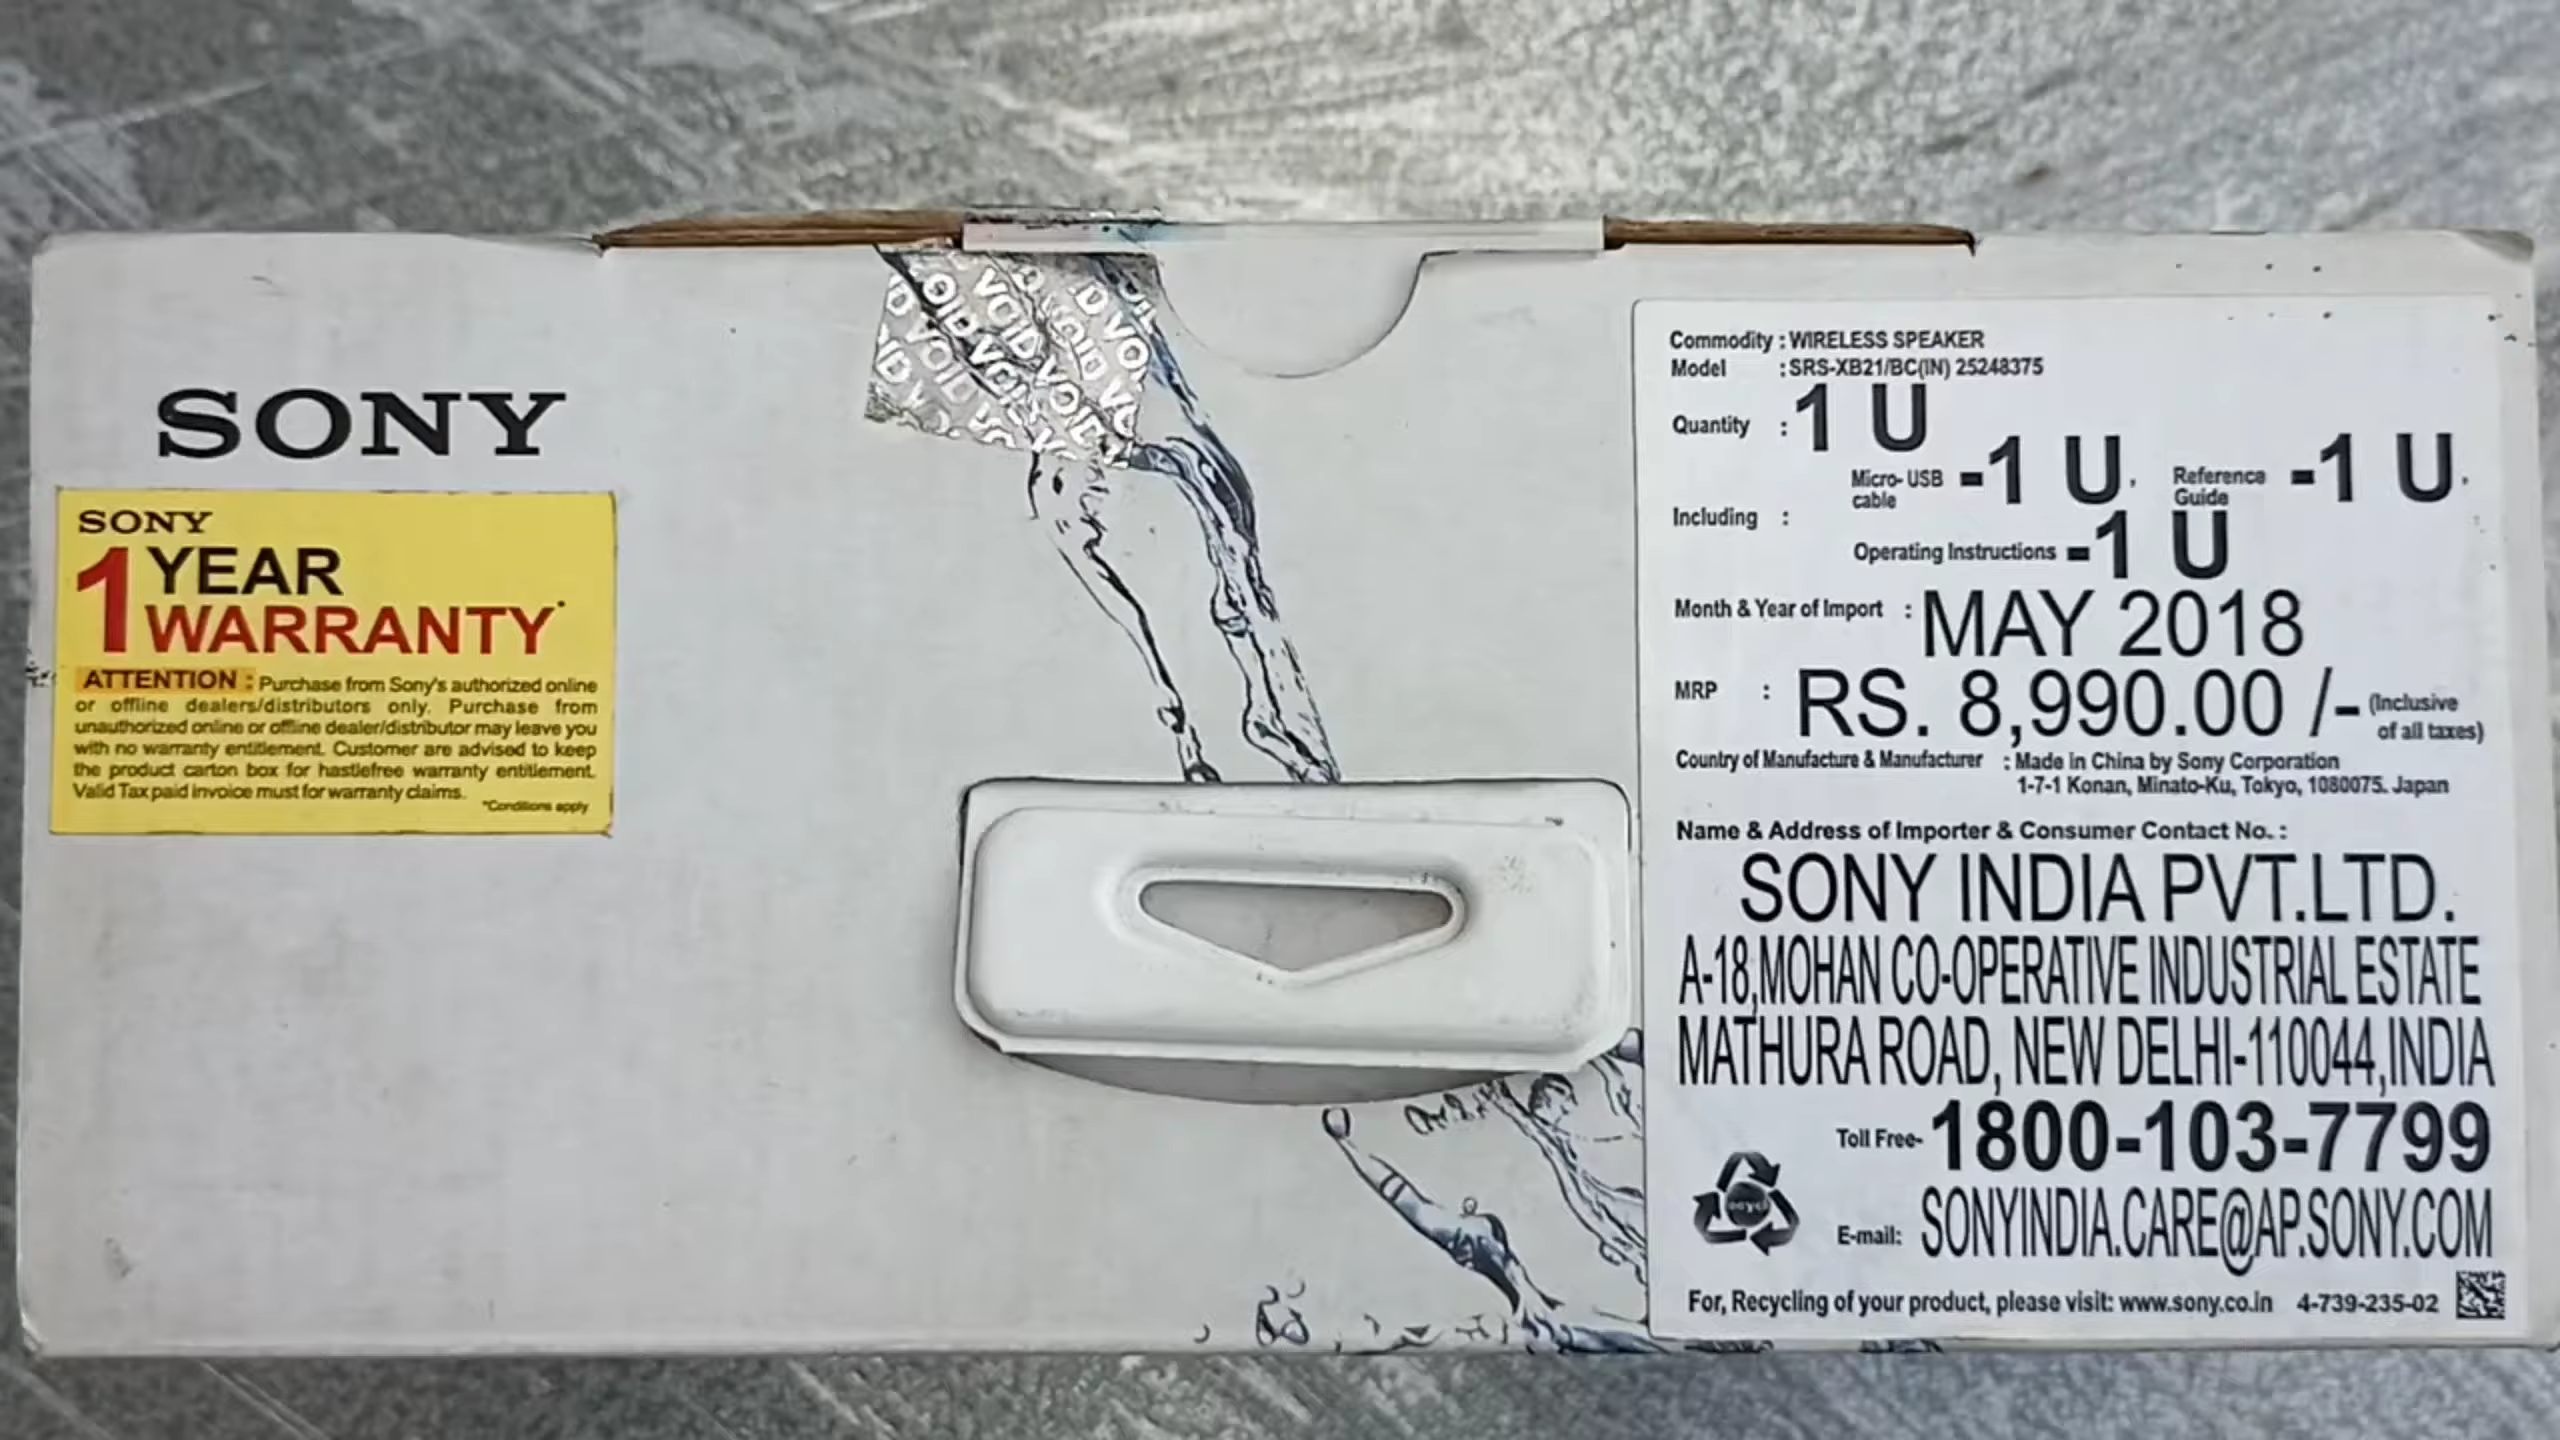 SONY
SONY
1 YEAR
WARRANTY*
ATTENTION : Purchase from Sony's authorized online
or offline dealers/distributors only. Purchase from
unauthorized online or offline dealer/distributor may leave you
with no warranty entitlement. Customer are advised to keep
the product carton box for hastlefree warranty entitlement.
Valid Tax paid invoice must for warranty claims.
*Conditions apply
VOID VOID VOID
Commodity : WIRELESS SPEAKER
Model : SRS-XB21/BC(IN) 25248375
Quantity : 1 U
Including : Micro-USB cable -1 U, Reference Guide -1 U,
Operating Instructions -1 U
Month & Year of Import : MAY 2018
MRP : RS. 8,990.00 /- (Inclusive of all taxes)
Country of Manufacture & Manufacturer : Made in China by Sony Corporation
1-7-1 Konan, Minato-Ku, Tokyo, 1080075. Japan
Name & Address of Importer & Consumer Contact No. :
SONY INDIA PVT.LTD.
A-18,MOHAN CO-OPERATIVE INDUSTRIAL ESTATE
MATHURA ROAD, NEW DELHI-110044,INDIA
Toll Free- 1800-103-7799
E-mail: SONYINDIA.CARE@AP.SONY.COM
For, Recycling of your product, please visit: www.sony.co.in 4-739-235-02